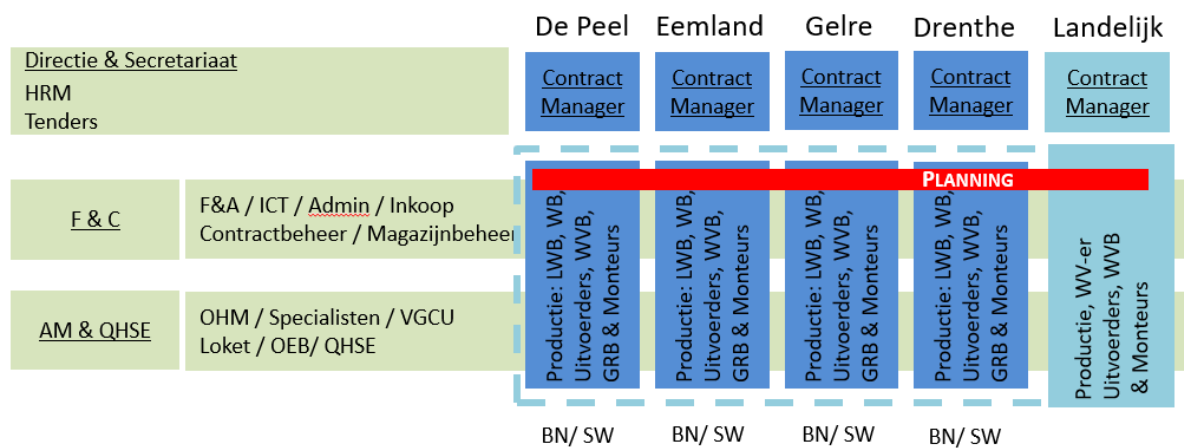 De Peel
Eemland
Gelre
Drenthe
Landelijk
Directie & Secretariaat
HRM
Tenders
Contract
Manager
Contract
Manager
Contract
Manager
Contract
Manager
Contract
Manager
PLANNING
F & C
F&A / ICT / Admin / Inkoop
Contractbeheer / Magazijnbeheer
AM & QHSE
OHM / Specialisten / VGCU
Loket / OEB/ QHSE
Productie: LWB, WB,
Uitvoerders, WVB,
GRB & Monteurs
Productie: LWB, WB,
Uitvoerders, WVB,
GRB & Monteurs
Productie: LWB, WB,
Uitvoerders, WVB,
GRB & Monteurs
Productie: LWB, WB,
Uitvoerders, WVB,
GRB & Monteurs
Productie, WV-er
Uitvoerders, WVB
& Monteurs
BN/ SW
BN/ SW
BN/ SW
BN/ SW